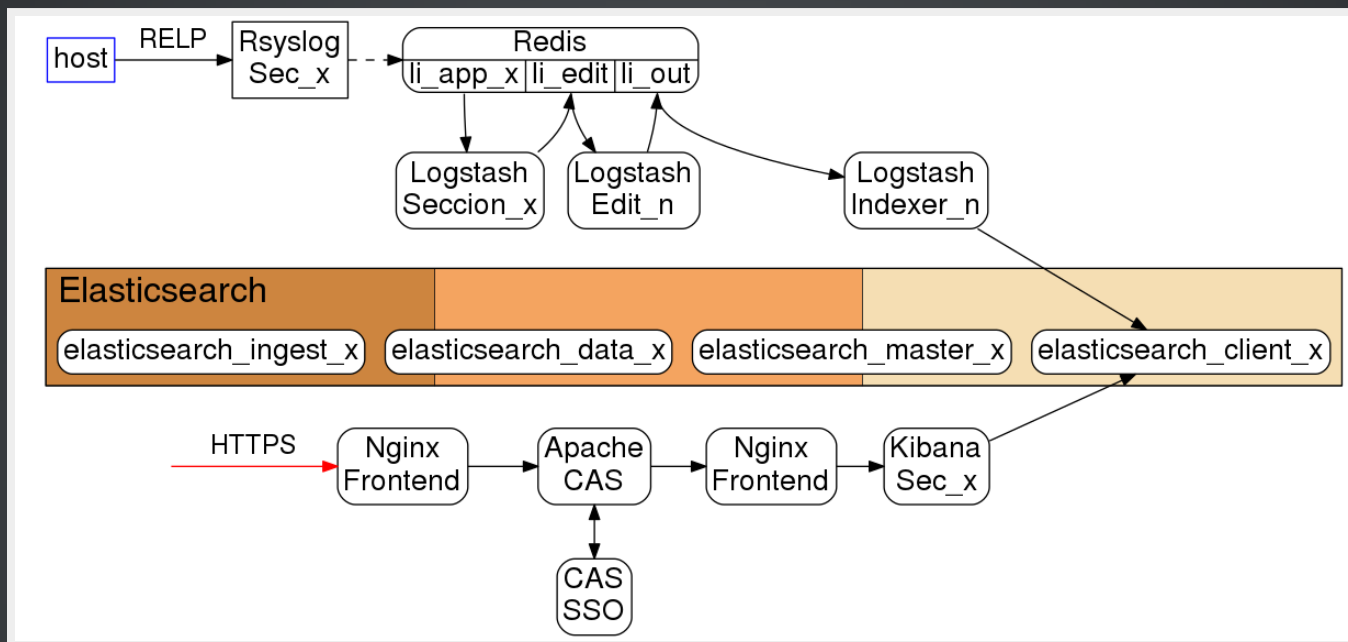 host
RELP
Rsyslog
Sec_x
Redis
li_app_x
li_edit
li_out
Logstash
Seccion_x
Logstash
Edit_n
Logstash
Indexer_n
Elasticsearch
elasticsearch_ingest_x
elasticsearch_data_x
elasticsearch_master_x
elasticsearch_client_x
HTTPS
Nginx
Frontend
Apache
CAS
Nginx
Frontend
Kibana
Sec_x
CAS
SSO